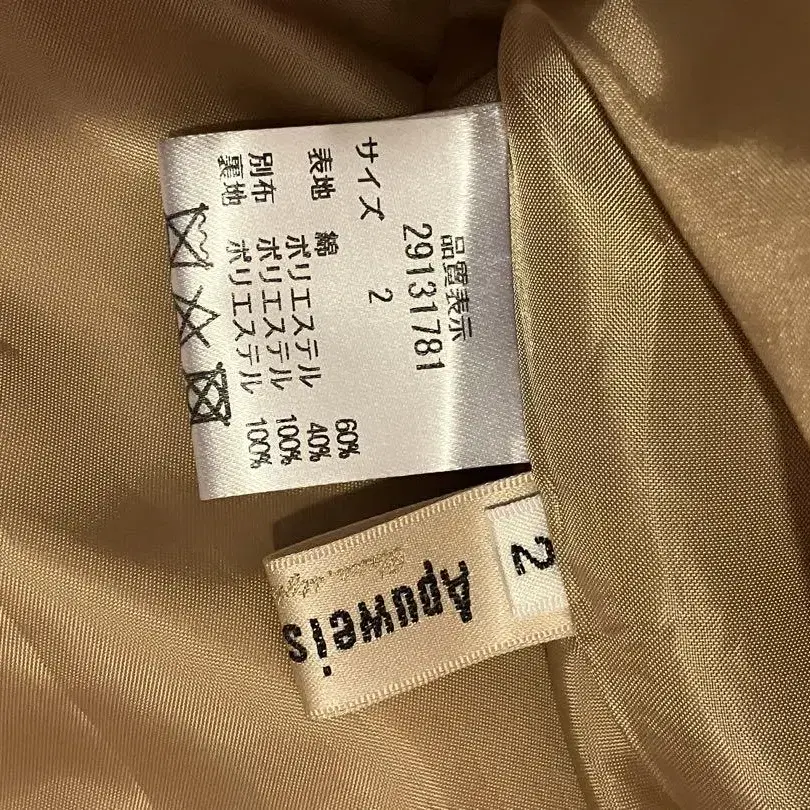 品質表示
29131781
サイズ 2
表地 綿 60%
ポリエステル 40%
別布 ポリエステル 100%
裏地 ポリエステル 100%
2
Apuweis